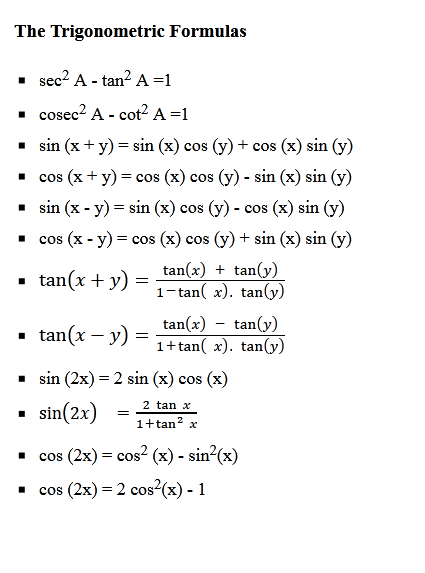 The Trigonometric Formulas
▪ sec² A - tan² A =1
▪ cosec² A - cot² A =1
▪ sin (x + y) = sin (x) cos (y) + cos (x) sin (y)
▪ cos (x + y) = cos (x) cos (y) - sin (x) sin (y)
▪ sin (x - y) = sin (x) cos (y) - cos (x) sin (y)
▪ cos (x - y) = cos (x) cos (y) + sin (x) sin (y)
▪ tan(x + y) = (tan(x) + tan(y))/(1−tan( x). tan(y))
▪ tan(x − y) = (tan(x) − tan(y))/(1+tan( x). tan(y))
▪ sin (2x) = 2 sin (x) cos (x)
▪ sin(2x) = (2 tan x)/(1+tan² x)
▪ cos (2x) = cos² (x) - sin²(x)
▪ cos (2x) = 2 cos²(x) - 1